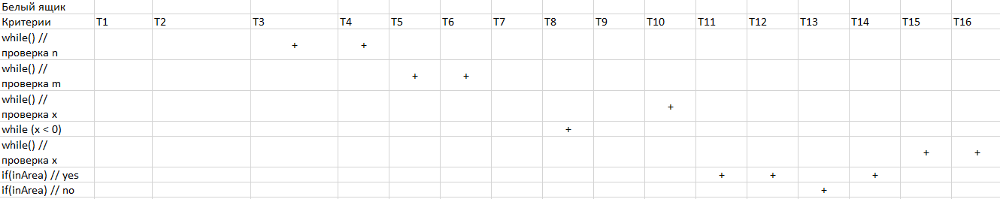 Белый ящик
Критерии T1 T2 T3 T4 T5 T6 T7 T8 T9 T10 T11 T12 T13 T14 T15 T16
while() //
проверка n + +
while() //
проверка m + +
while() //
проверка x +
while (x < 0) +
while() //
проверка x + +
if(inArea) // yes + + +
if(inArea) // no +